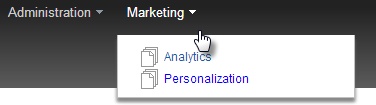 Administration Marketing
Analytics
Personalization